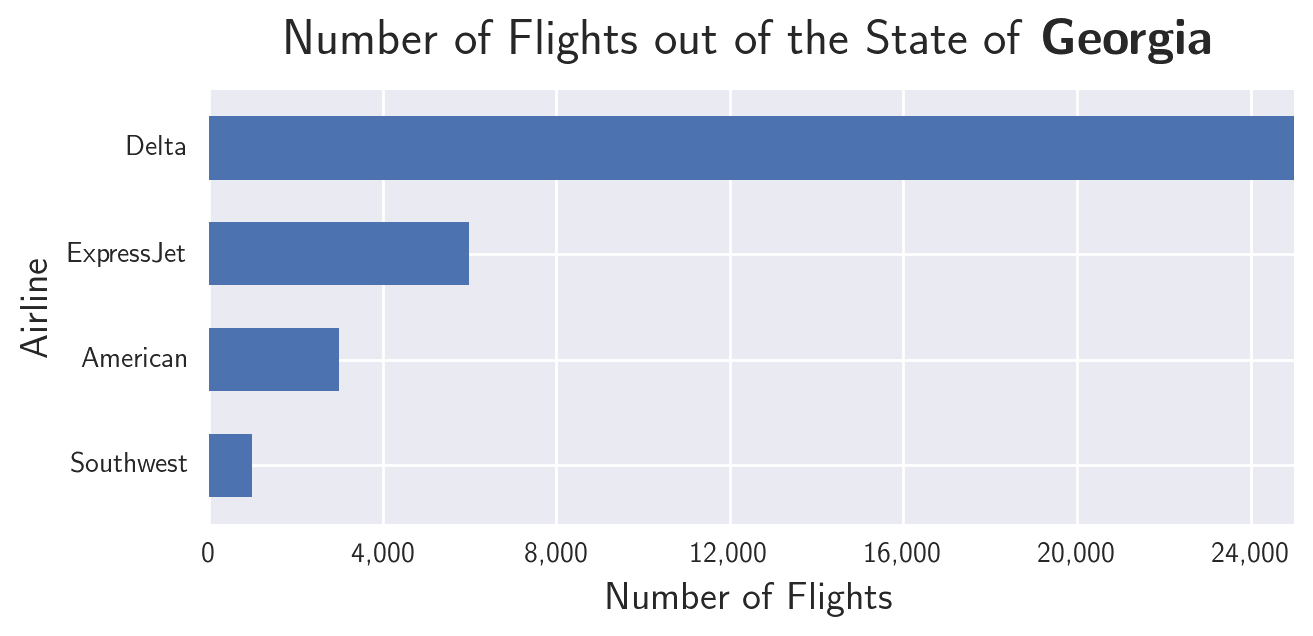 Number of Flights out of the State of Georgia
Delta
ExpressJet
American
Southwest
Airline
0 4,000 8,000 12,000 16,000 20,000 24,000
Number of Flights